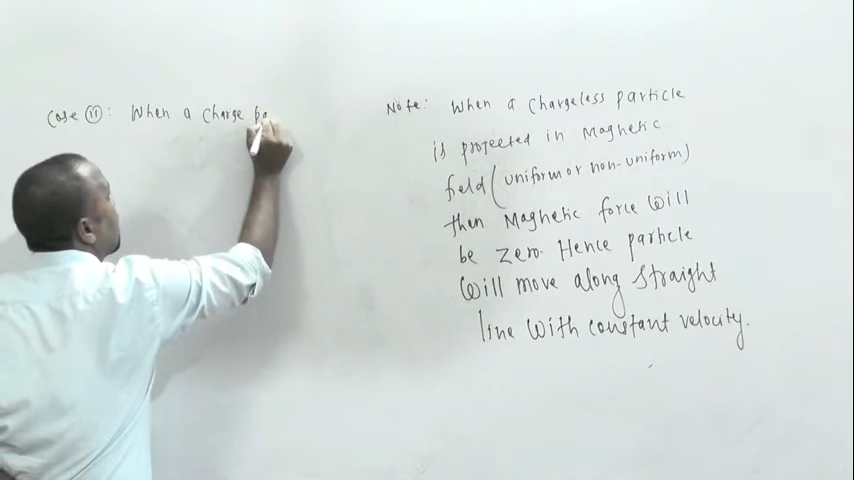 Case (ii): When a charge pa
Note: When a chargeless particle
is projected in Magnetic
field (uniform or non-uniform)
then Magnetic force will
be zero. Hence particle
will move along straight
line with constant velocity.